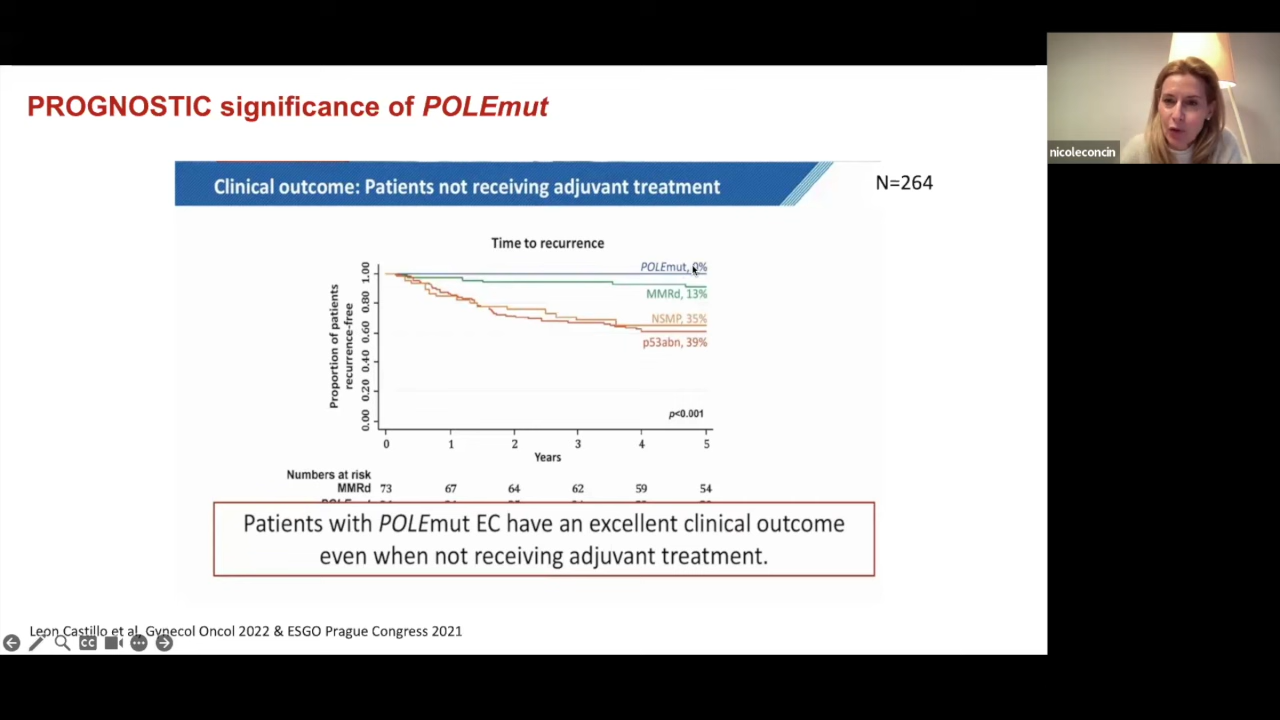 PROGNOSTIC significance of POLEmut
Clinical outcome: Patients not receiving adjuvant treatment
N=264
nicoleconcin
Time to recurrence
Proportion of patients
recurrence-free
1.00
0.80
0.60
0.40
0.20
0.00
POLEmut, 0%
MMRd, 13%
NSMP, 35%
p53abn, 39%
p<0.001
0 1 2 3 4 5
Years
Numbers at risk
MMRd 73 67 64 62 59 54
Patients with POLEmut EC have an excellent clinical outcome
even when not receiving adjuvant treatment.
Leon Castillo et al, Gynecol Oncol 2022 & ESGO Prague Congress 2021
CC